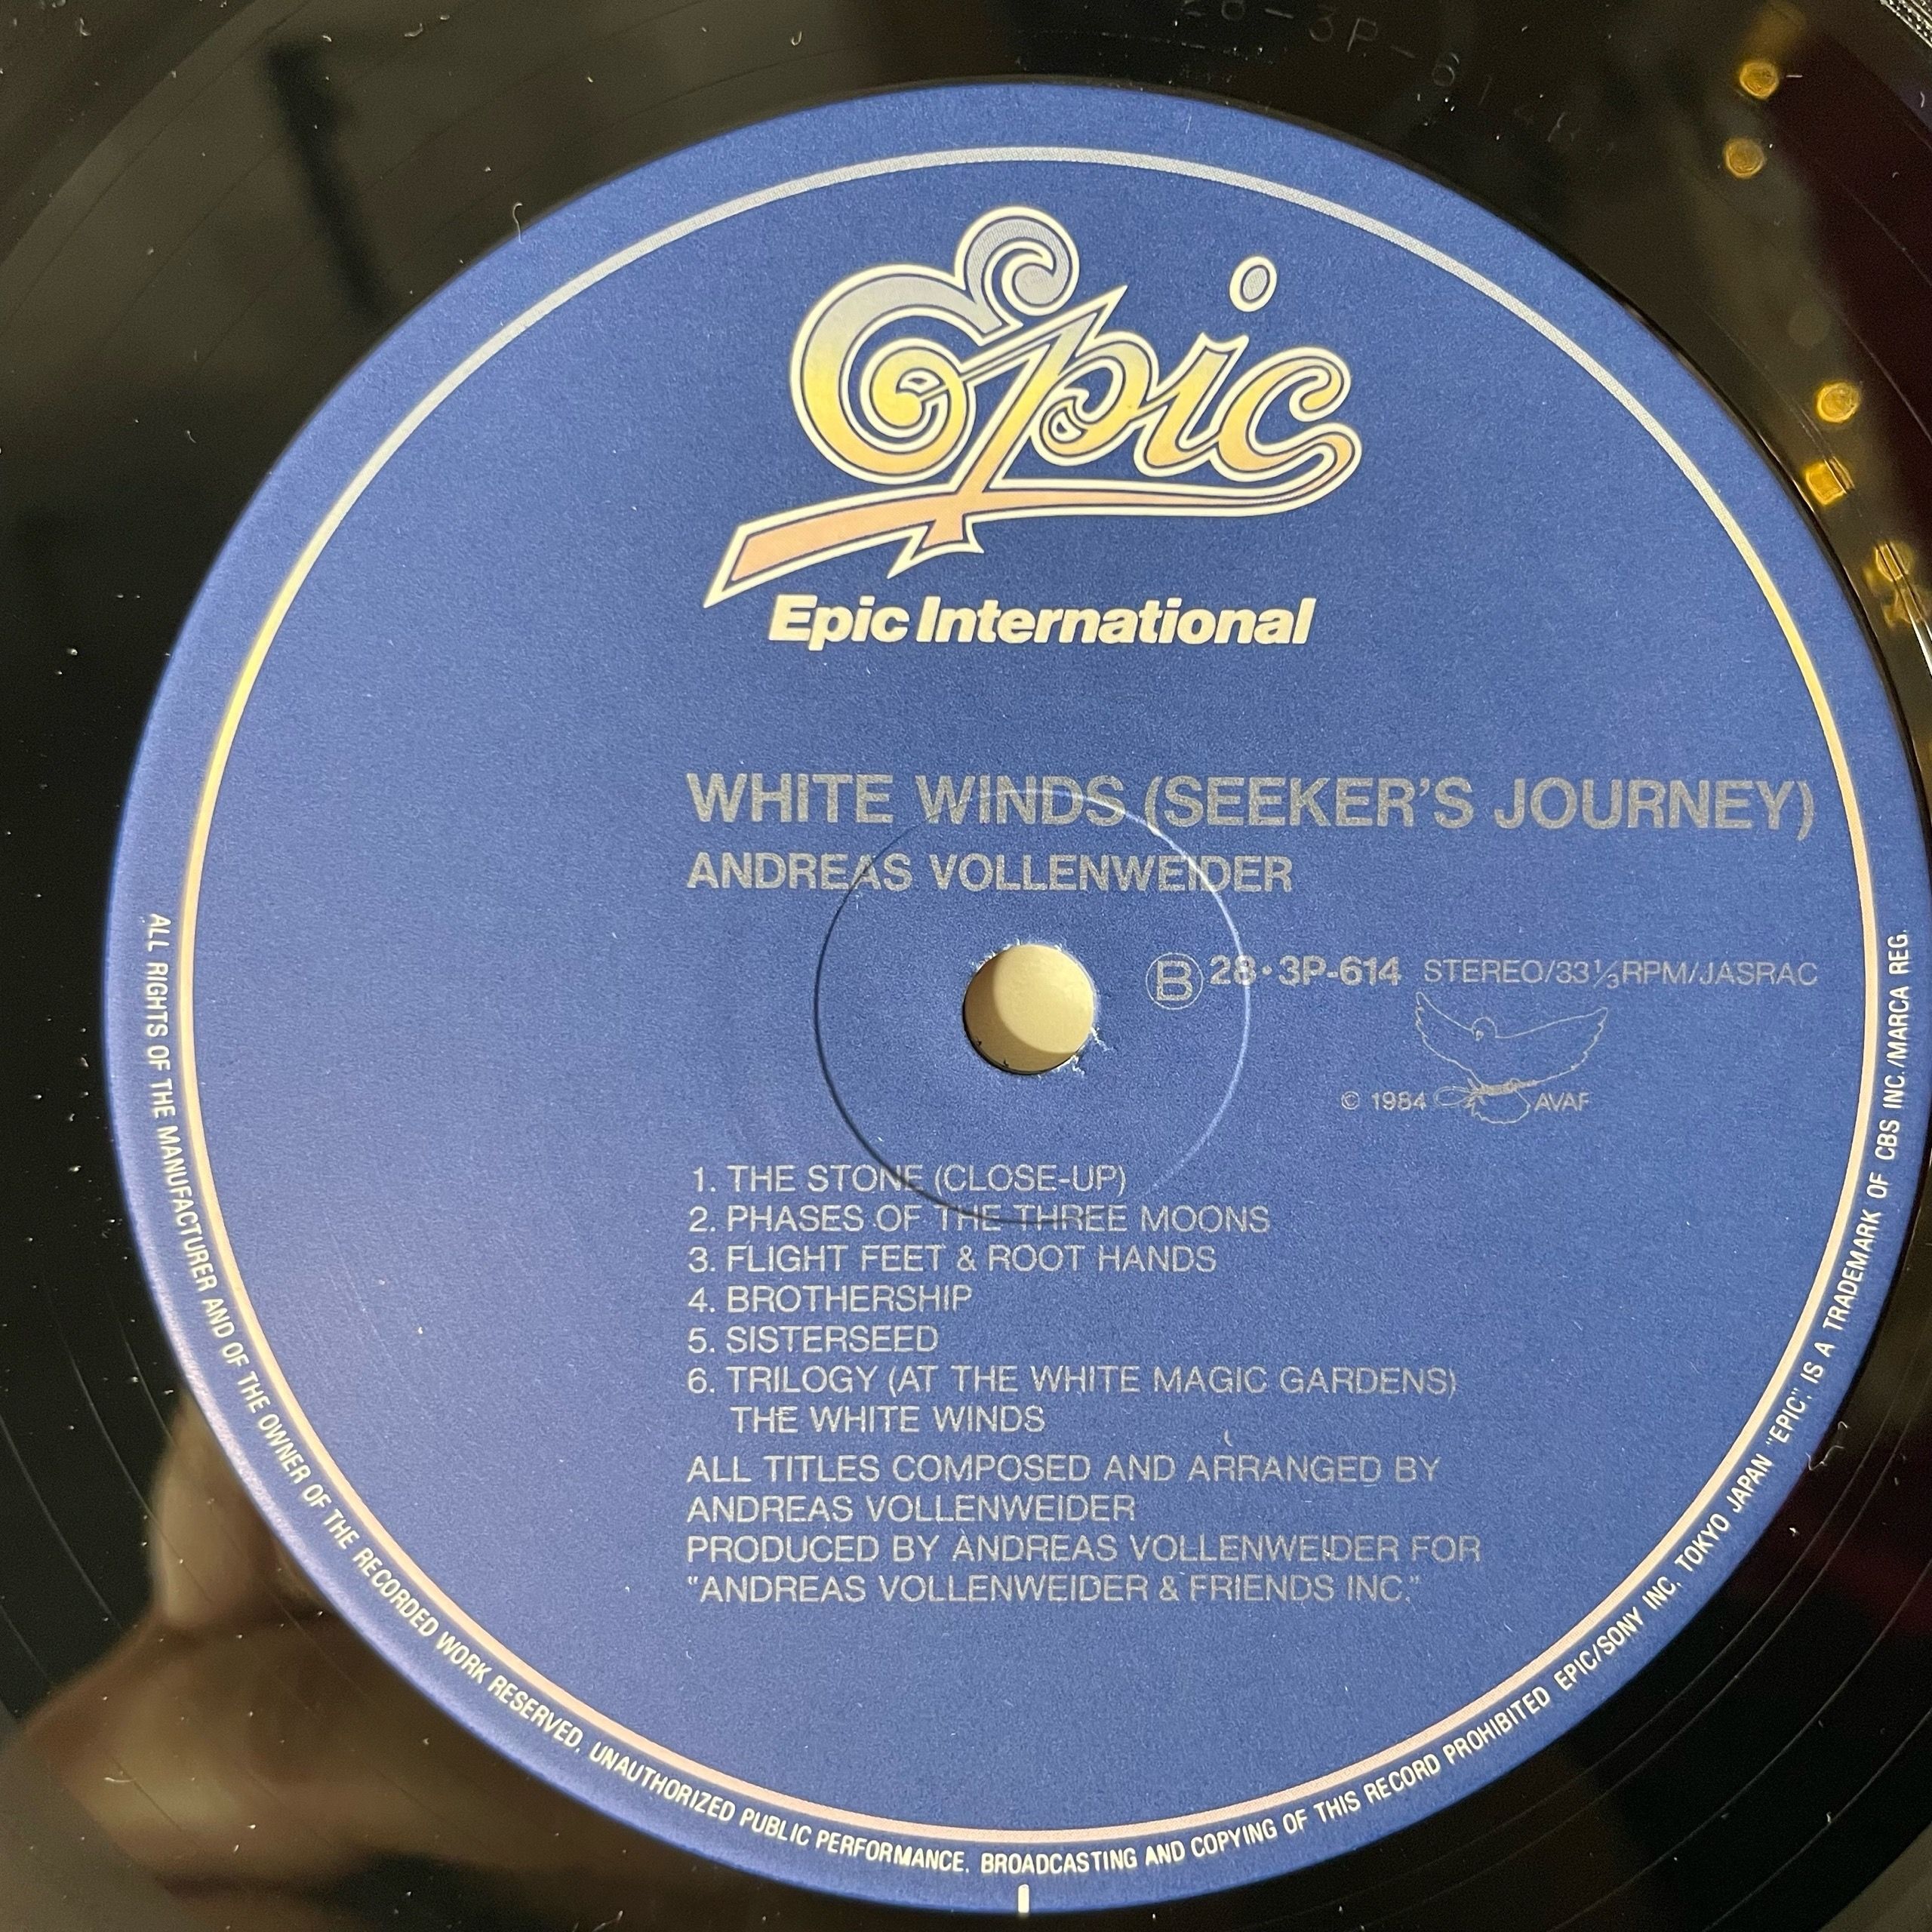 28-3P-614
Epic
Epic International
WHITE WINDS (SEEKER'S JOURNEY)
ANDREAS VOLLENWEIDER
B 28・3P-614 STEREO/33⅓RPM/JASRAC
© 1984 AVAF
1. THE STONE (CLOSE-UP)
2. PHASES OF THE THREE MOONS
3. FLIGHT FEET & ROOT HANDS
4. BROTHERSHIP
5. SISTERSEED
6. TRILOGY (AT THE WHITE MAGIC GARDENS)
THE WHITE WINDS
ALL TITLES COMPOSED AND ARRANGED BY
ANDREAS VOLLENWEIDER
PRODUCED BY ANDREAS VOLLENWEIDER FOR
"ANDREAS VOLLENWEIDER & FRIENDS INC."
ALL RIGHTS OF THE MANUFACTURER AND OF THE OWNER OF THE RECORDED WORK RESERVED. UNAUTHORIZED PUBLIC PERFORMANCE. BROADCASTING AND COPYING OF THIS RECORD PROHIBITED EPIC/SONY INC. TOKYO JAPAN "EPIC." IS A TRADEMARK OF CBS INC./MARCA REG.